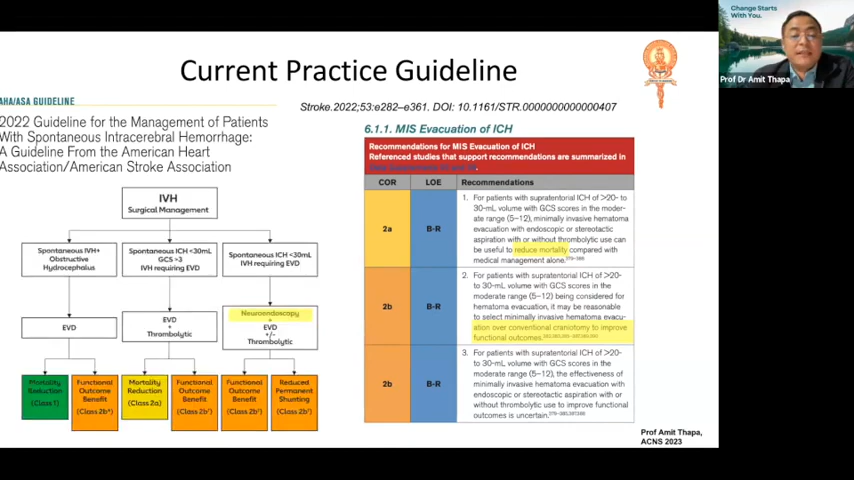 Change Starts
With You.
Prof Dr Amit Thapa
Current Practice Guideline
AHA/ASA GUIDELINE
2022 Guideline for the Management of Patients
With Spontaneous Intracerebral Hemorrhage:
A Guideline From the American Heart
Association/American Stroke Association
Stroke.2022;53:e282–e361. DOI: 10.1161/STR.0000000000000407
IVH
Surgical Management
Spontaneous IVH+
Obstructive
Hydrocephalus
Spontaneous ICH <30mL
GCS >3
IVH requiring EVD
Spontaneous ICH <30mL
IVH requiring EVD
EVD
EVD
+
Thrombolytic
Neuroendoscopy
+
EVD
+/-
Thrombolytic
Mortality
Reduction
(Class 1)
Functional
Outcome
Benefit
(Class 2b
Mortality
Reduction
(Class 2a)
Functional
Outcome
Benefit
(Class 2b
Functional
Outcome
Benefit
(Class 2b
Reduced
Permanent
Shunting
(Class 2b
6.1.1. MIS Evacuation of ICH
Recommendations for MIS Evacuation of ICH
Referenced studies that support recommendations are summarized in
COR LOE Recommendations
2a B-R
1. For patients with supratentorial ICH of >20- to
30-mL volume with GCS scores in the moder-
ate range (5–12), minimally invasive hematoma
evacuation with endoscopic or stereotactic
aspiration with or without thrombolytic use can
be useful to reduce mortality compared with
medical management alone.
2b B-R
2. For patients with supratentorial ICH of >20-
to 30-mL volume with GCS scores in the
moderate range (5–12) being considered for
hematoma evacuation, it may be reasonable
to select minimally invasive hematoma evacu-
ation over conventional craniotomy to improve
functional outcomes.
2b B-R
3. For patients with supratentorial ICH of >20-
to 30-mL volume with GCS scores in the
moderate range (5–12), the effectiveness of
minimally invasive hematoma evacuation with
endoscopic or stereotactic aspiration with or
without thrombolytic use to improve functional
outcomes is uncertain.
Prof Amit Thapa,
ACNS 2023